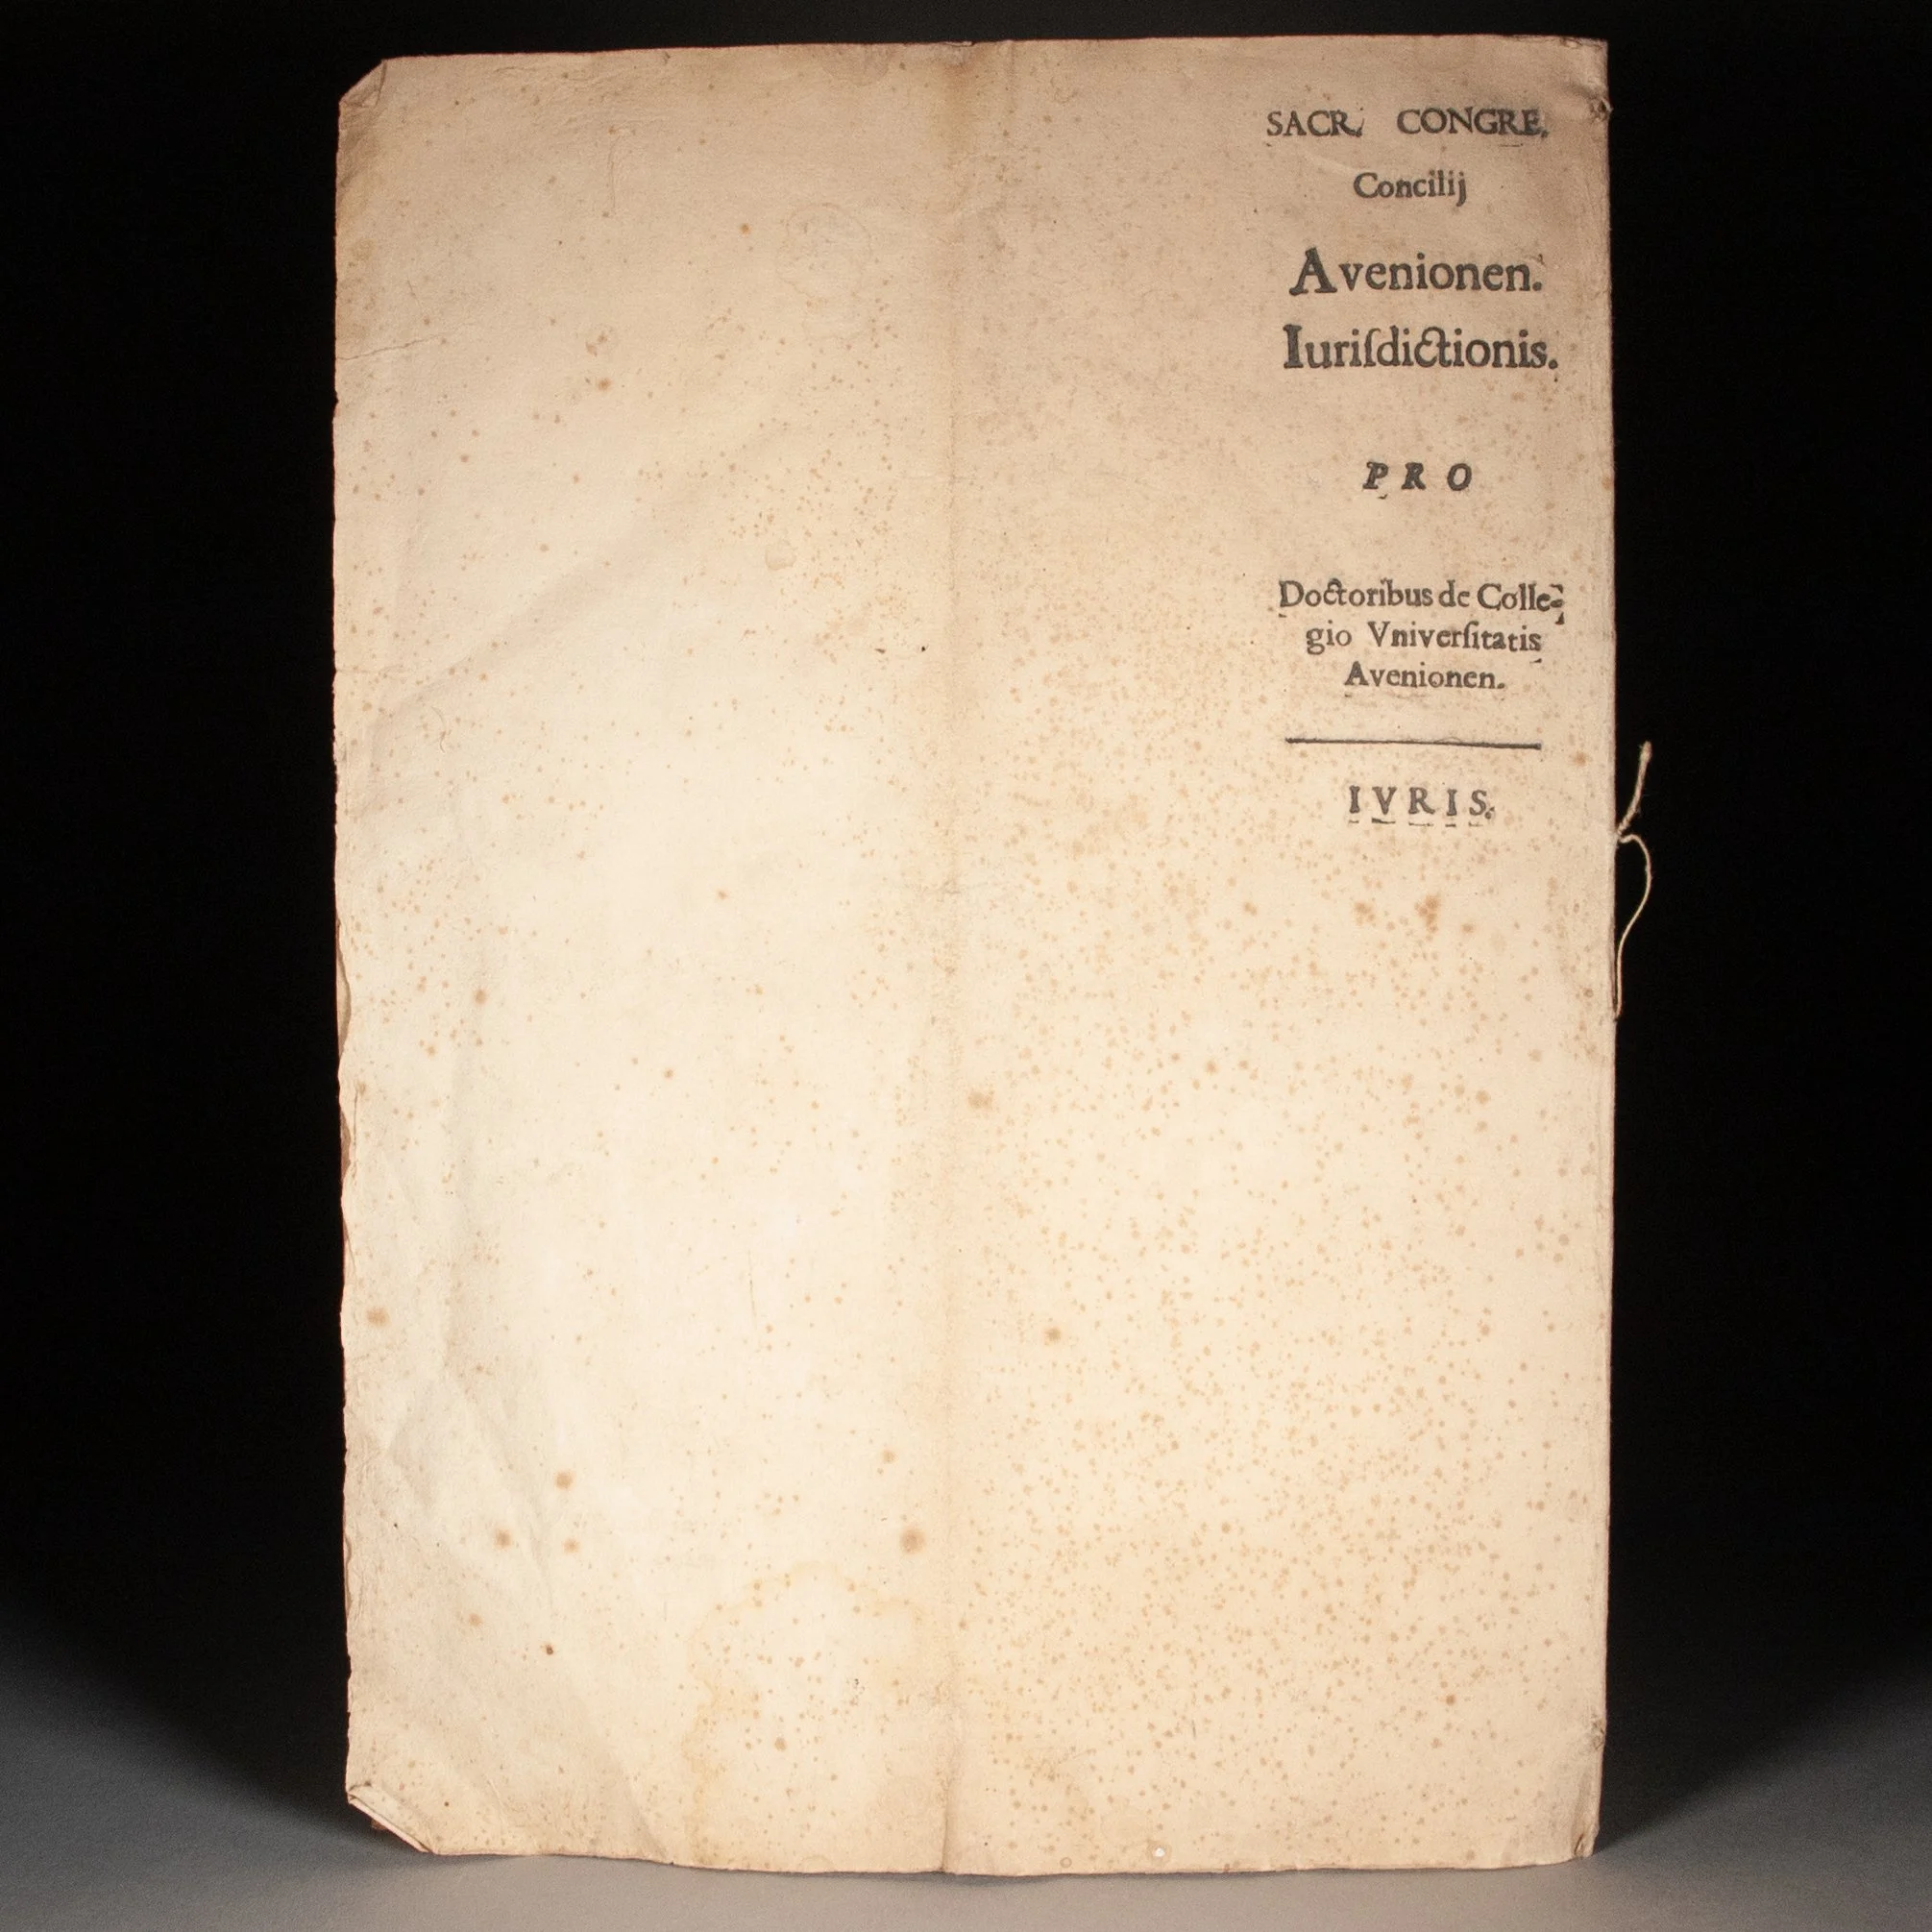 SACR. CONGRE.
Concilij
Avenionen.
Iuriſdictionis.
PRO
Doctoribus de Colle-
gio Vniverſitatis
Avenionen.
IVRIS.